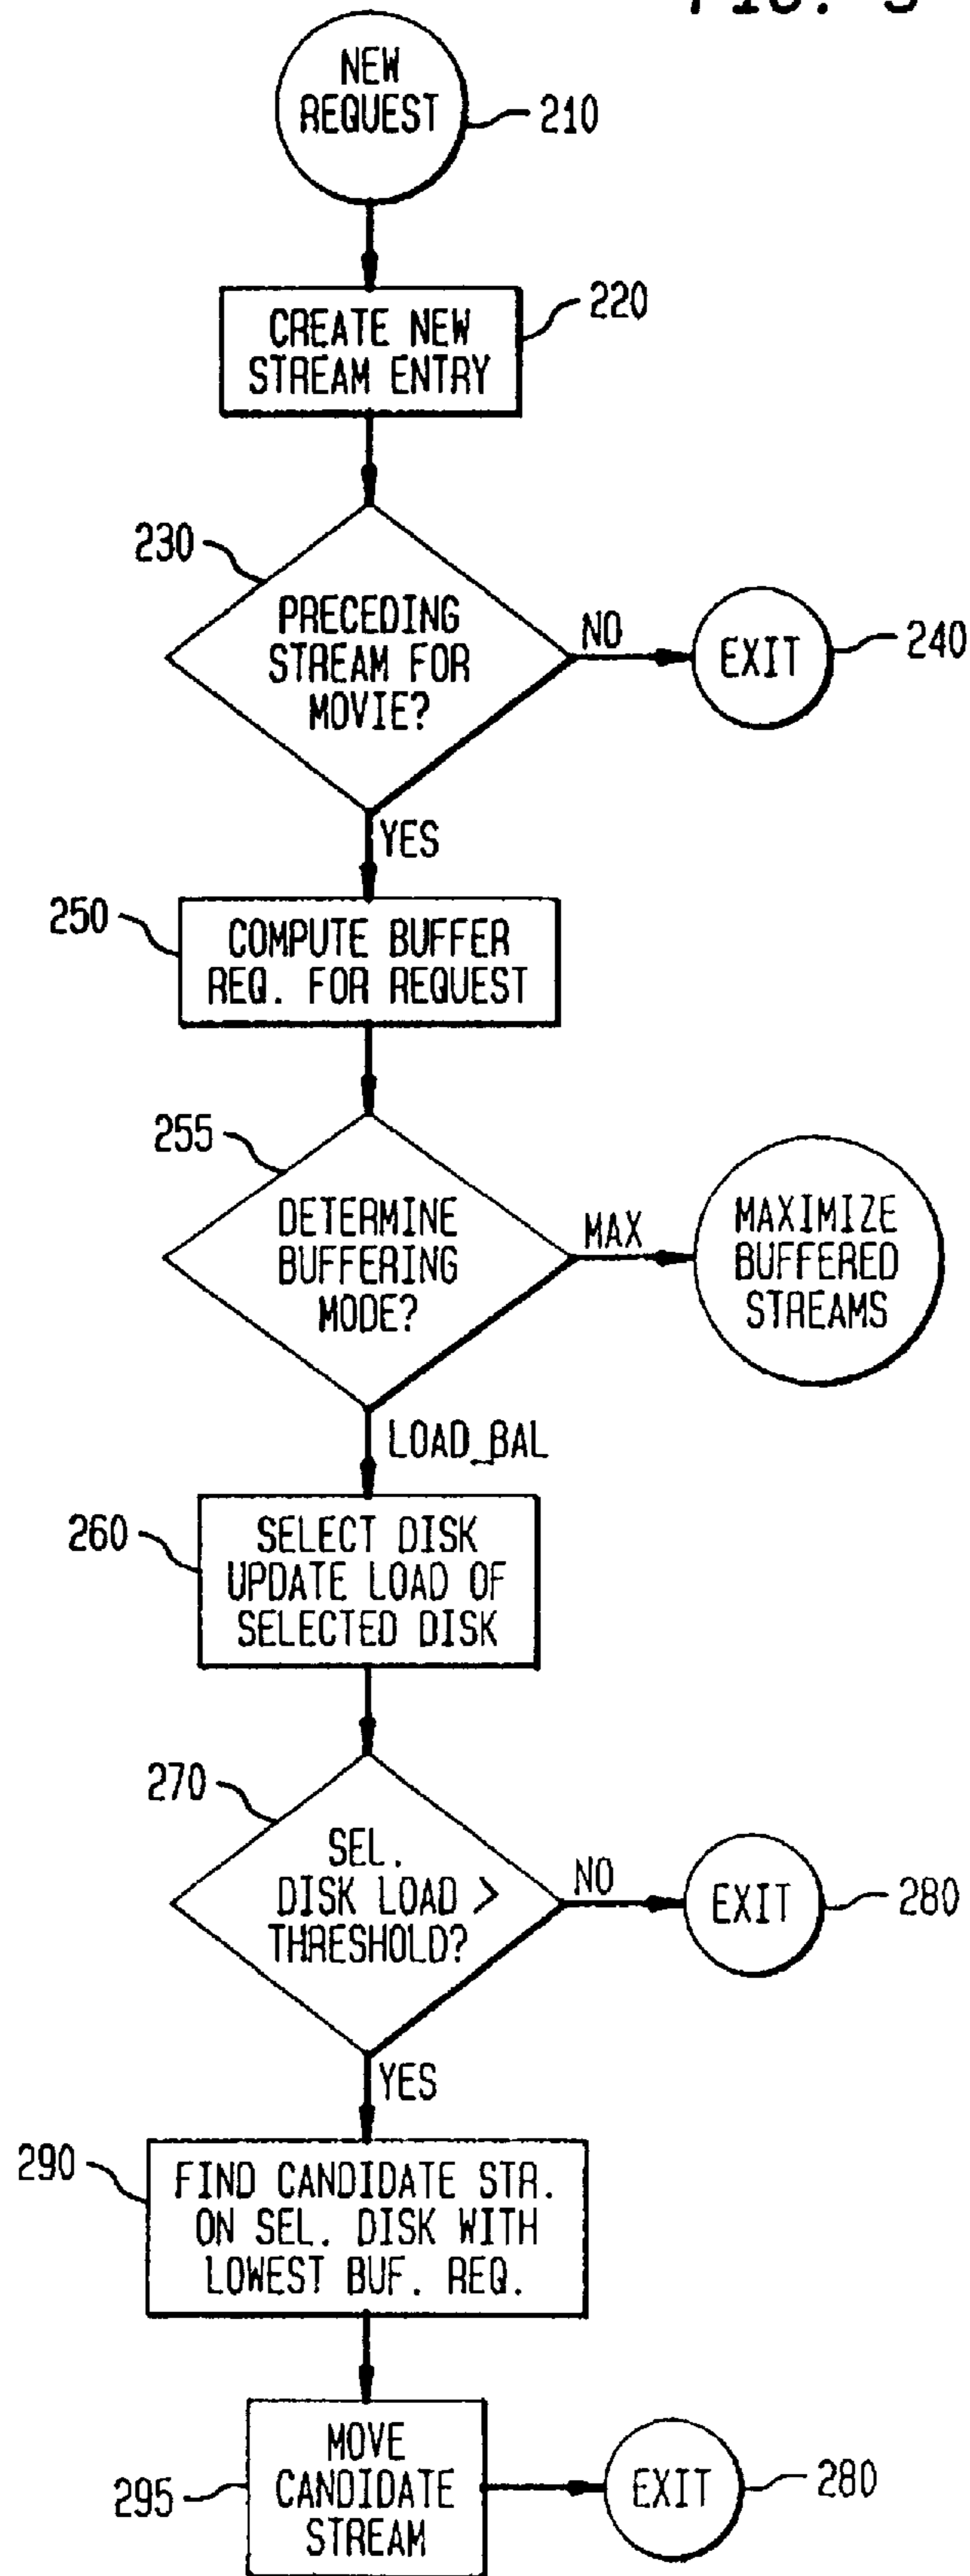 NEW
REQUEST
210
CREATE NEW
STREAM ENTRY
220
230
PRECEDING
STREAM FOR
MOVIE?
NO
EXIT
240
YES
250
COMPUTE BUFFER
REQ. FOR REQUEST
255
DETERMINE
BUFFERING
MODE?
MAX
MAXIMIZE
BUFFERED
STREAMS
LOAD_BAL
260
SELECT DISK
UPDATE LOAD OF
SELECTED DISK
270
SEL.
DISK LOAD >
THRESHOLD?
NO
EXIT
280
YES
290
FIND CANDIDATE STR.
ON SEL. DISK WITH
LOWEST BUF. REQ.
295
MOVE
CANDIDATE
STREAM
EXIT
280